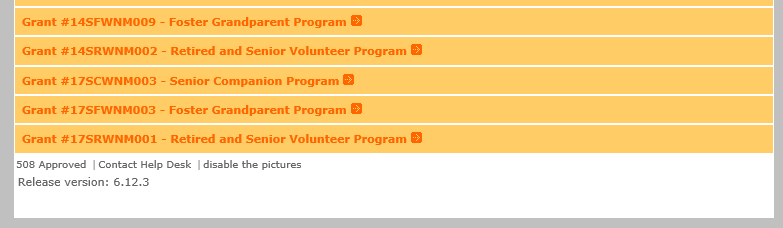 Grant #14SFWNM009 - Foster Grandparent Program
Grant #14SRWNM002 - Retired and Senior Volunteer Program
Grant #17SCWNM003 - Senior Companion Program
Grant #17SFWNM003 - Foster Grandparent Program
Grant #17SRWNM001 - Retired and Senior Volunteer Program
508 Approved | Contact Help Desk | disable the pictures
Release version: 6.12.3